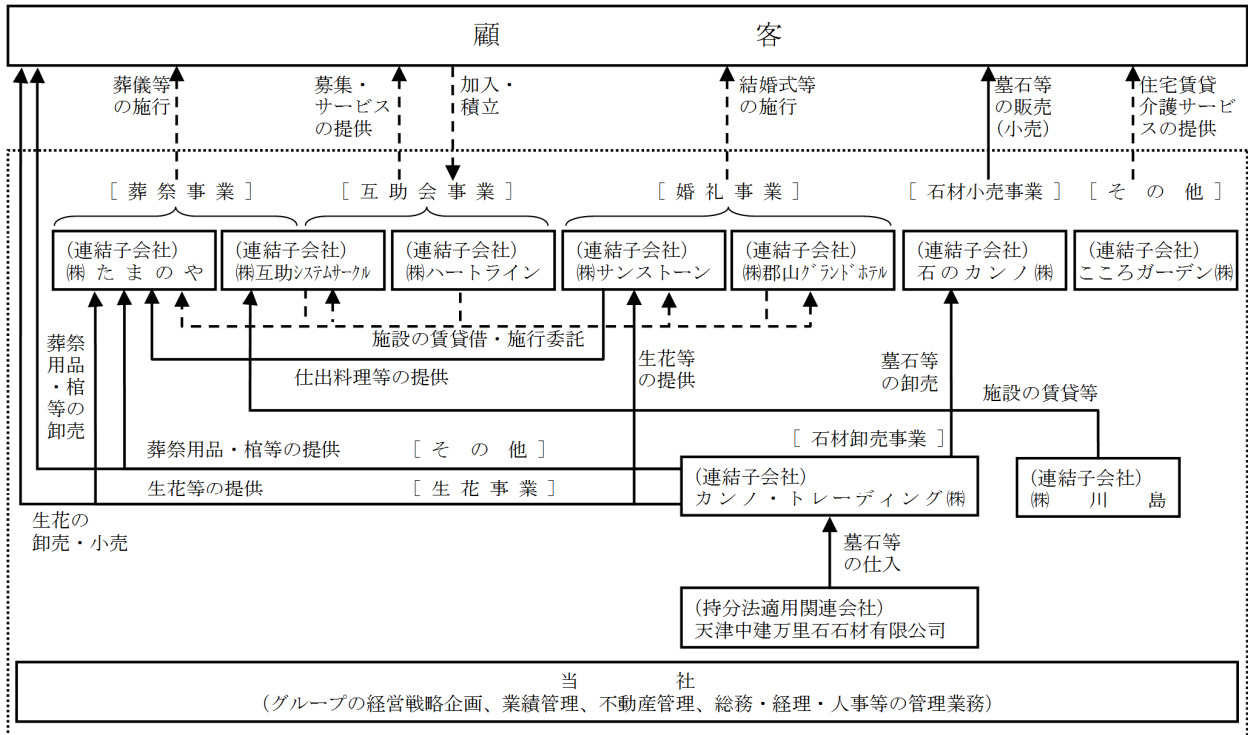 顧客
葬儀等
の施行
募集・
サービス
の提供
加入・
積立
結婚式等
の施行
墓石等
の販売
(小売)
住宅賃貸
介護サービ
スの提供
[葬祭事業]
[互助会事業]
[婚礼事業]
[石材小売事業]
[その他]
(連結子会社)
㈱たまのや
(連結子会社)
㈱互助システムサークル
(連結子会社)
㈱ハートライン
(連結子会社)
㈱サンストーン
(連結子会社)
㈱郡山グランドホテル
(連結子会社)
石のカンノ㈱
(連結子会社)
こころガーデン㈱
葬祭
用品
・棺
等の
卸売
施設の賃貸借・施行委託
仕出料理等の提供
生花等
の提供
墓石等
の卸売
施設の賃貸等
葬祭用品・棺等の提供
[その他]
[石材卸売事業]
生花等の提供
[生花事業]
(連結子会社)
カンノ・トレーディング㈱
(連結子会社)
㈱川島
生花の
卸売・小売
墓石等
の仕入
(持分法適用関連会社)
天津中建万里石石材有限公司
当社
(グループの経営戦略企画、業績管理、不動産管理、総務・経理・人事等の管理業務)